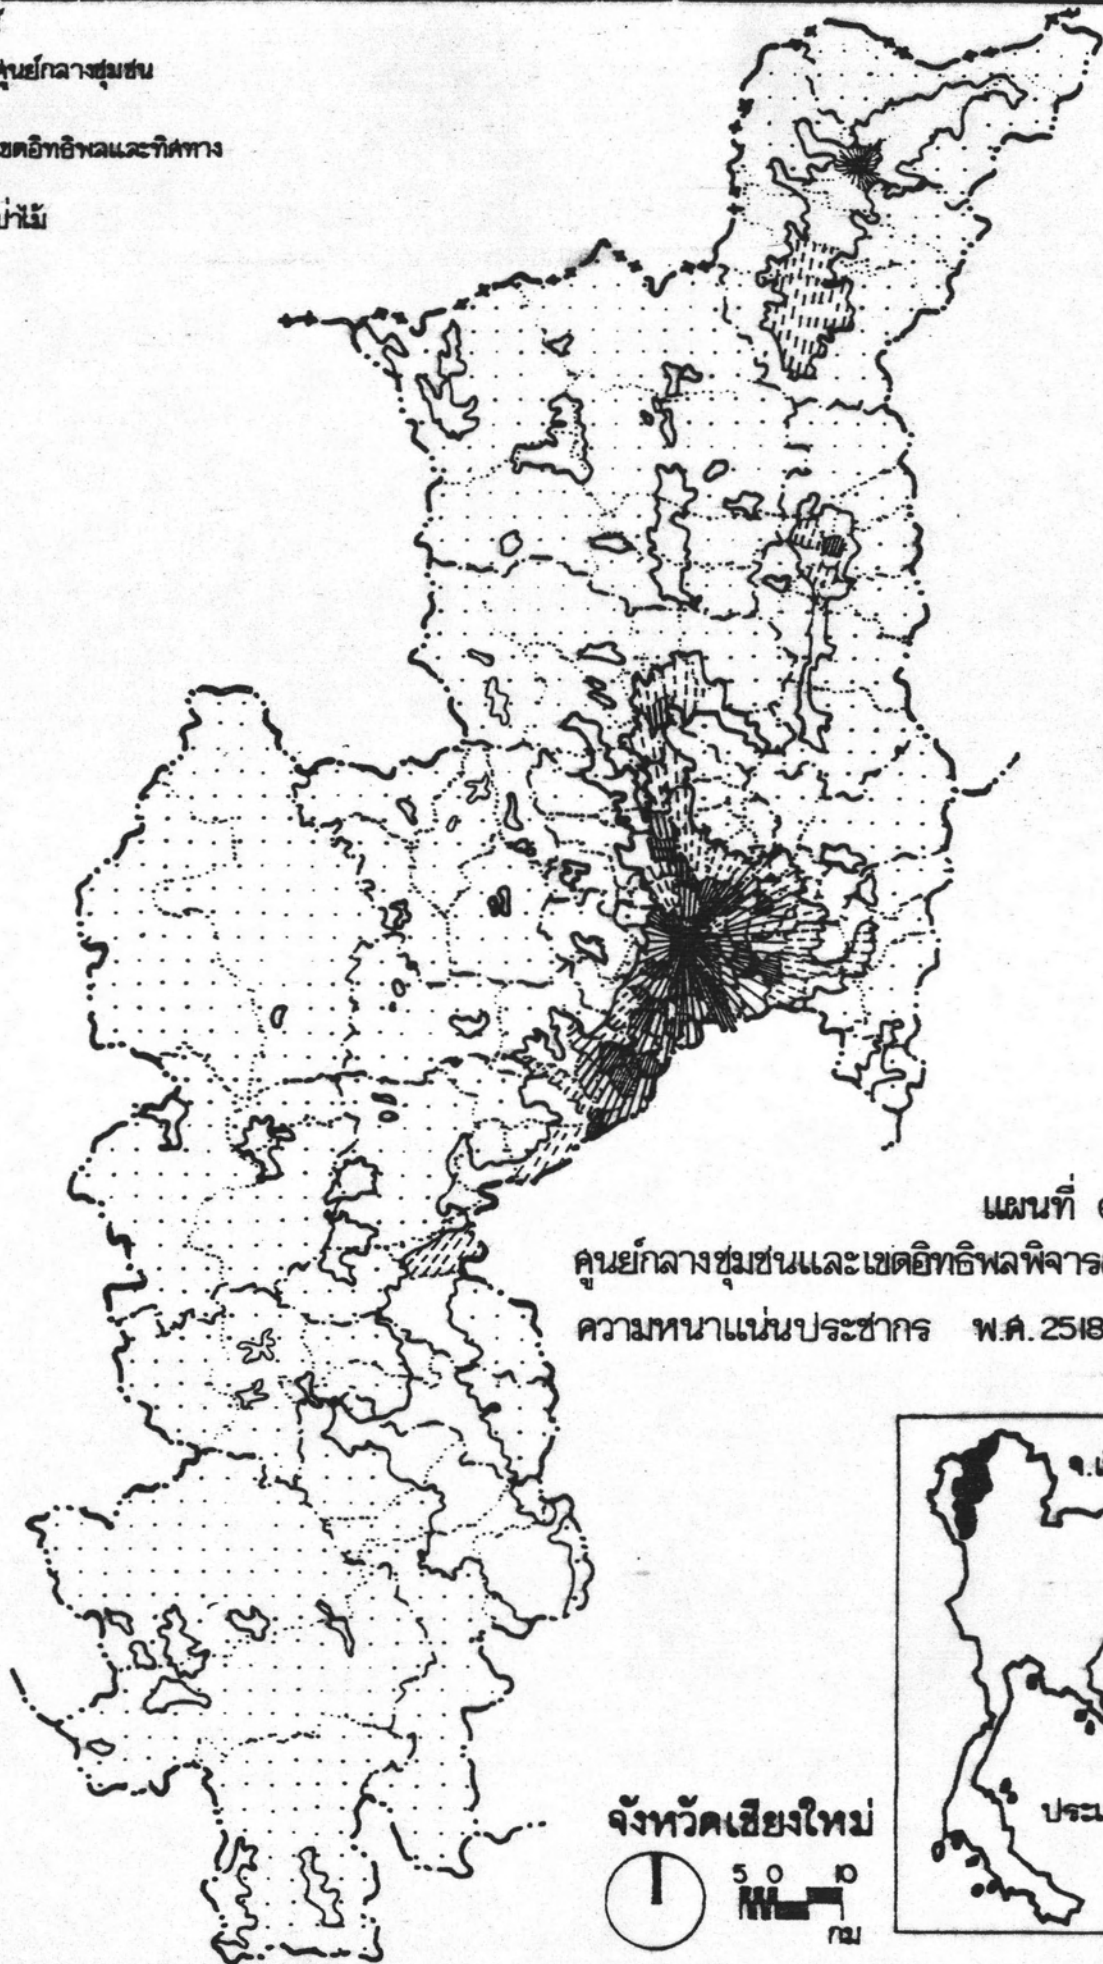 ศูนย์กลางชุมชน
เขตอิทธิพลและทิศทาง
ป่าไม้
แผนที่
ศูนย์กลางชุมชนและเขตอิทธิพลพิจาร
ความหนาแน่นประชากร พ.ศ. 2518
จังหวัดเชียงใหม่
5 0 10
กม